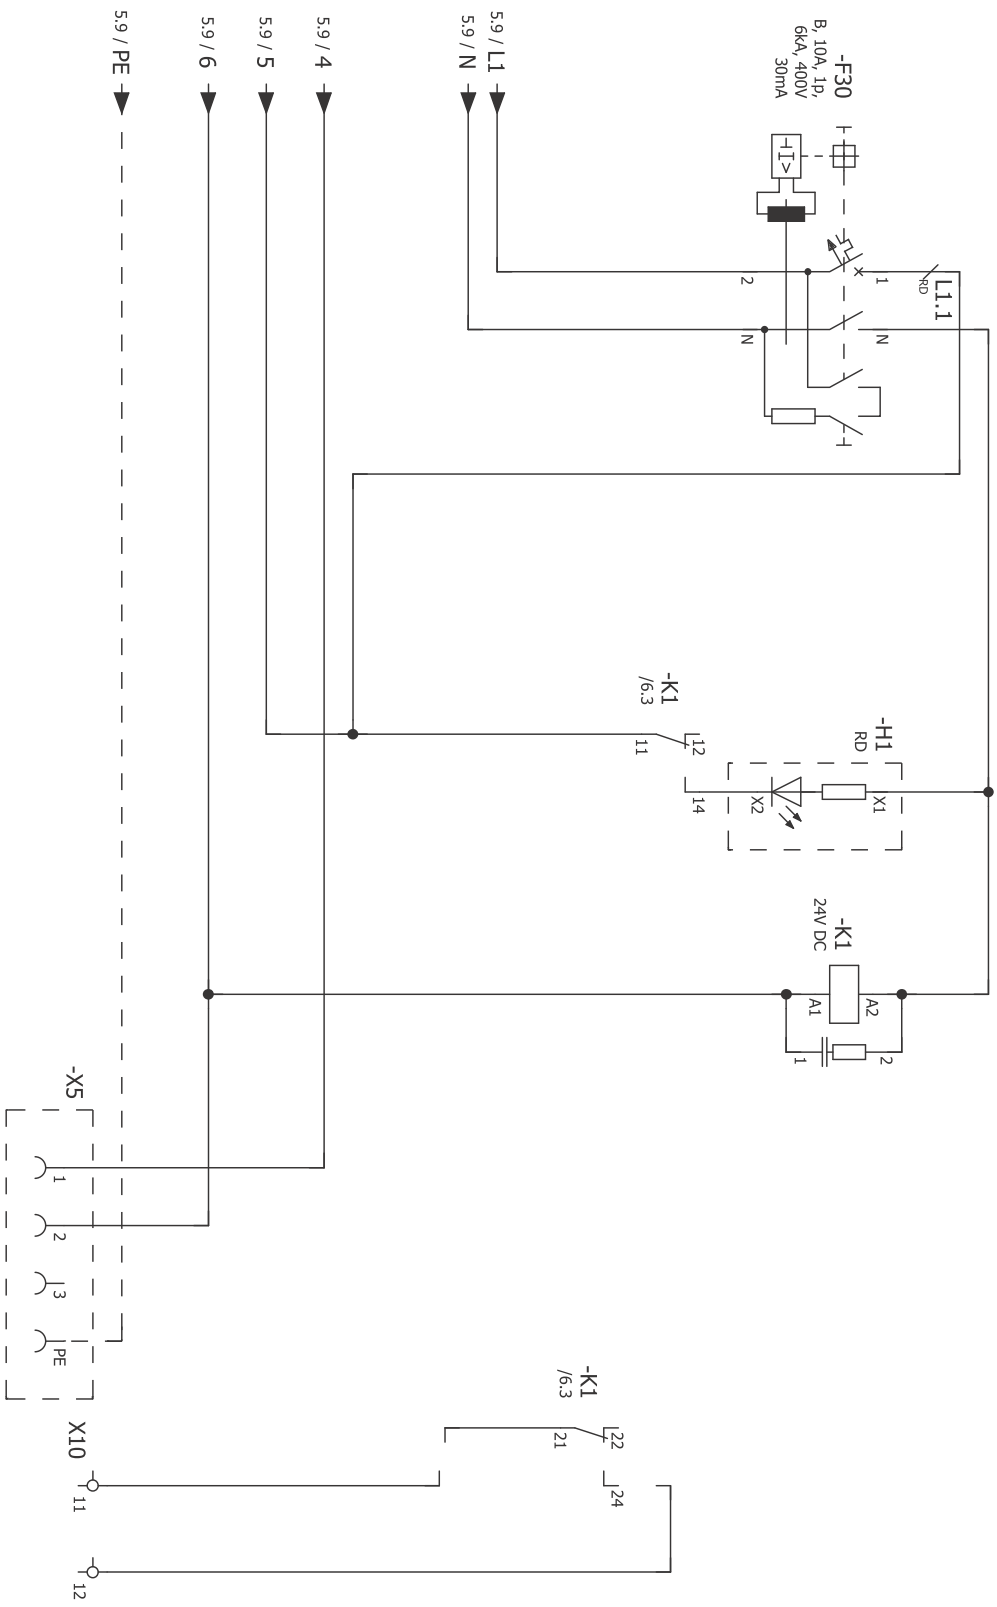 -F30
B, 10A, 1p,
6kA, 400V
30mA
I>
L1.1
RD
1
N
2
N
-H1
RD
X1
X2
-K1
24V DC
A2
A1
2
1
-K1
/6.3
12
14
11
-K1
/6.3
22
24
21
5.9 / L1
5.9 / N
5.9 / 4
5.9 / 5
5.9 / 6
5.9 / PE
-X5
1
2
3
PE
X10
11
12